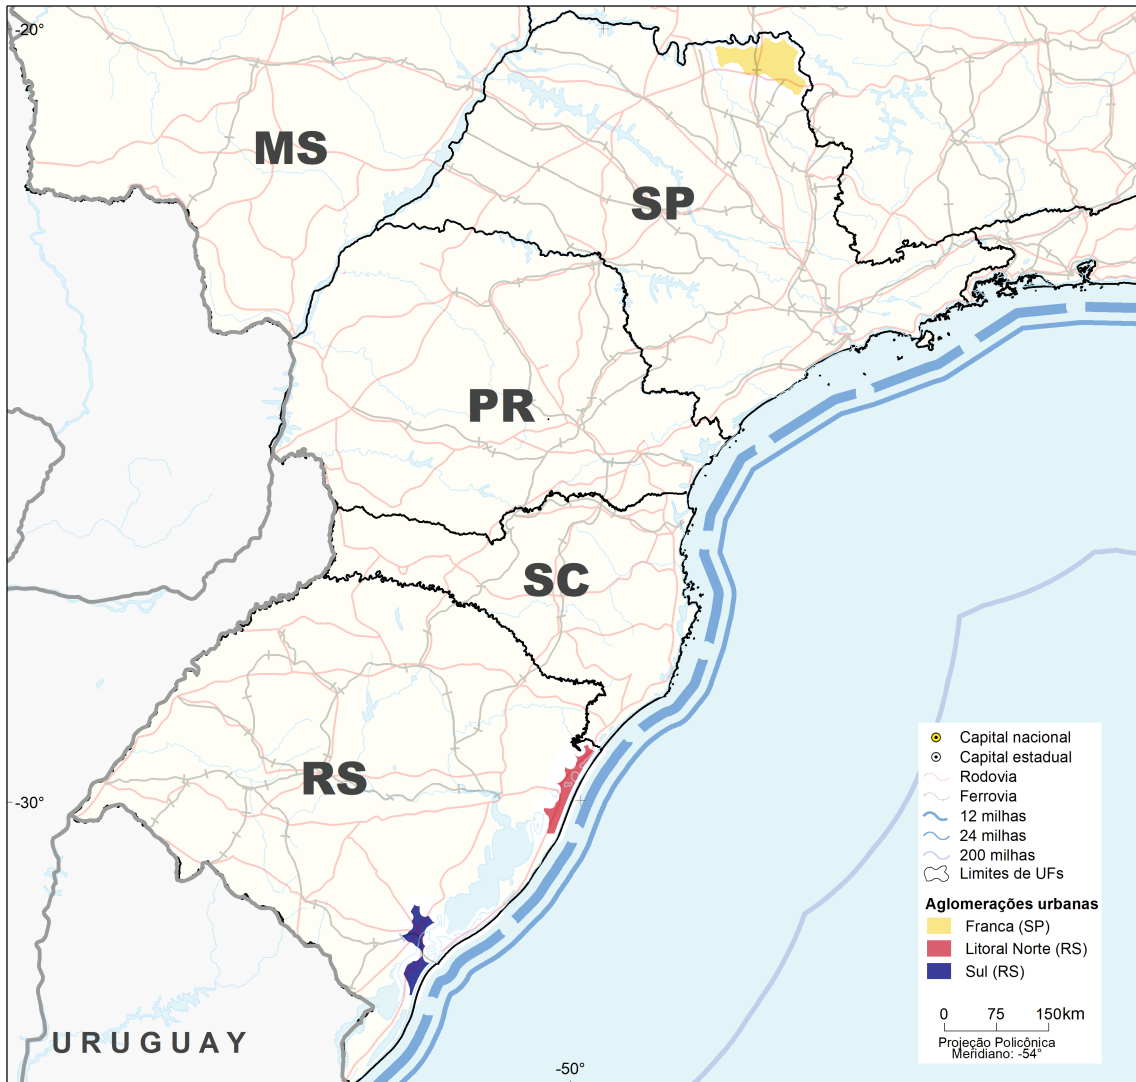 -20°
MS
SP
PR
SC
RS
-30°
URUGUAY
-50°
Capital nacional
Capital estadual
Rodovia
Ferrovia
12 milhas
24 milhas
200 milhas
Limites de UFs
Aglomerações urbanas
Franca (SP)
Litoral Norte (RS)
Sul (RS)
0 75 150km
Projeção Policônica
Meridiano: -54°